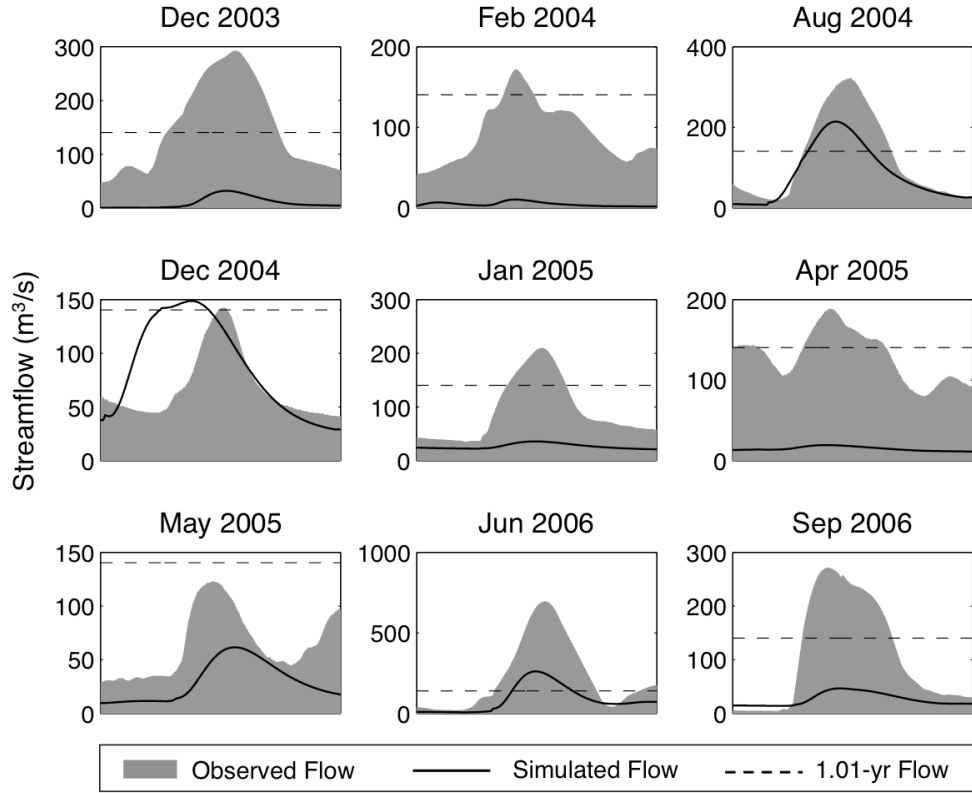 Dec 2003
Feb 2004
Aug 2004
300
200
100
0
200
100
0
400
200
0
Dec 2004
Jan 2005
Apr 2005
150
100
50
0
300
200
100
0
200
100
0
Streamflow (m³/s)
May 2005
Jun 2006
Sep 2006
150
100
50
0
1000
500
0
300
200
100
0
Observed Flow
Simulated Flow
1.01-yr Flow